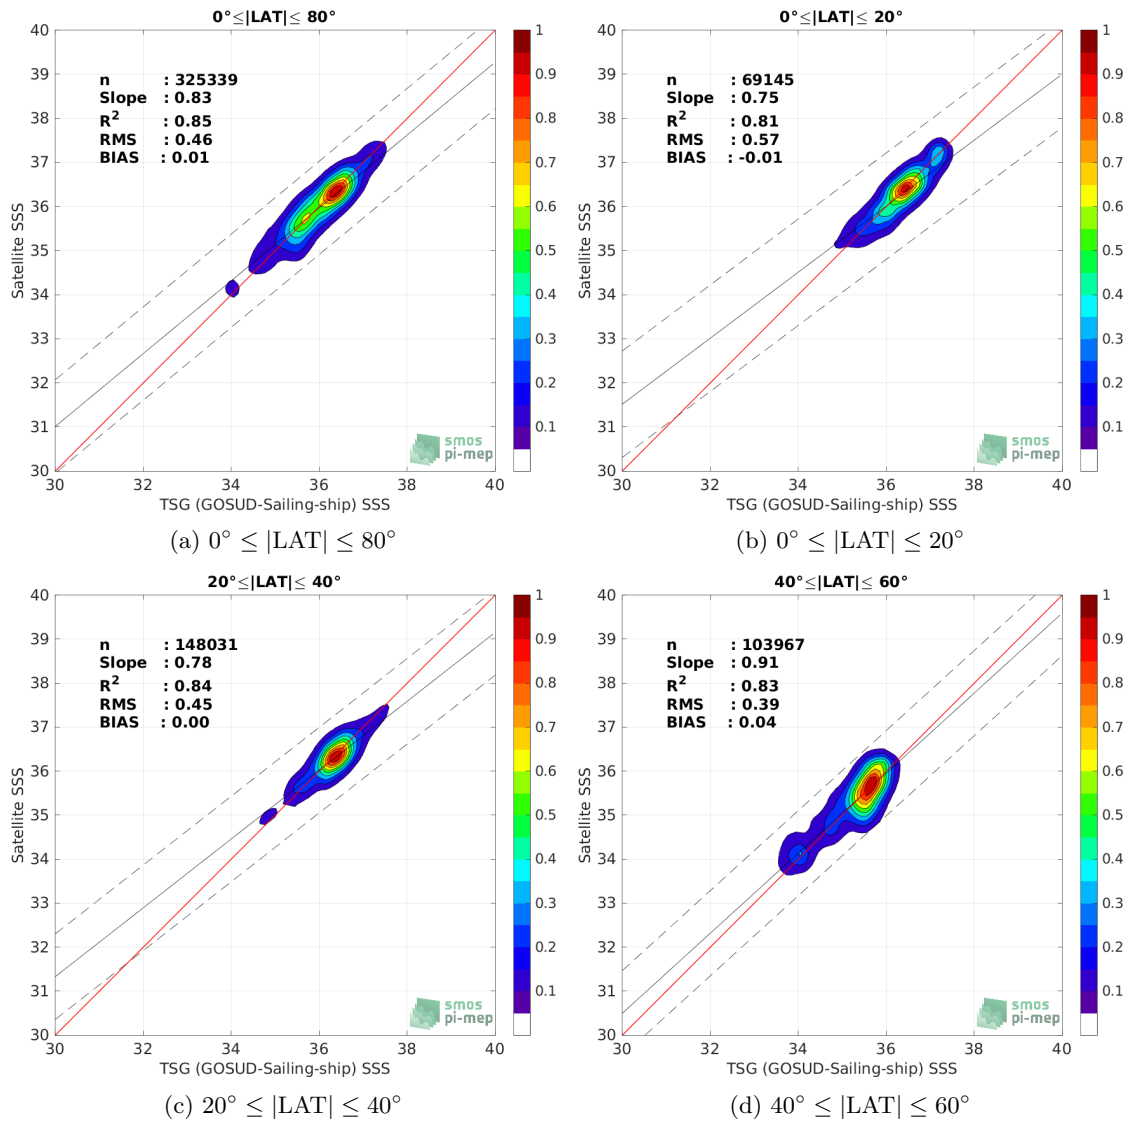 0°≤|LAT|≤ 80°
n : 325339
Slope : 0.83
R² : 0.85
RMS : 0.46
BIAS : 0.01
40
39
38
37
36
35
34
33
32
31
30
30 32 34 36 38 40
Satellite SSS
TSG (GOSUD-Sailing-ship) SSS
smos
pi-mep
1
0.9
0.8
0.7
0.6
0.5
0.4
0.3
0.2
0.1
(a) 0° ≤ |LAT| ≤ 80°
0°≤|LAT|≤ 20°
n : 69145
Slope : 0.75
R² : 0.81
RMS : 0.57
BIAS : -0.01
40
39
38
37
36
35
34
33
32
31
30
30 32 34 36 38 40
Satellite SSS
TSG (GOSUD-Sailing-ship) SSS
smos
pi-mep
1
0.9
0.8
0.7
0.6
0.5
0.4
0.3
0.2
0.1
(b) 0° ≤ |LAT| ≤ 20°
20°≤|LAT|≤ 40°
n : 148031
Slope : 0.78
R² : 0.84
RMS : 0.45
BIAS : 0.00
40
39
38
37
36
35
34
33
32
31
30
30 32 34 36 38 40
Satellite SSS
TSG (GOSUD-Sailing-ship) SSS
smos
pi-mep
1
0.9
0.8
0.7
0.6
0.5
0.4
0.3
0.2
0.1
(c) 20° ≤ |LAT| ≤ 40°
40°≤|LAT|≤ 60°
n : 103967
Slope : 0.91
R² : 0.83
RMS : 0.39
BIAS : 0.04
40
39
38
37
36
35
34
33
32
31
30
30 32 34 36 38 40
Satellite SSS
TSG (GOSUD-Sailing-ship) SSS
smos
pi-mep
1
0.9
0.8
0.7
0.6
0.5
0.4
0.3
0.2
0.1
(d) 40° ≤ |LAT| ≤ 60°